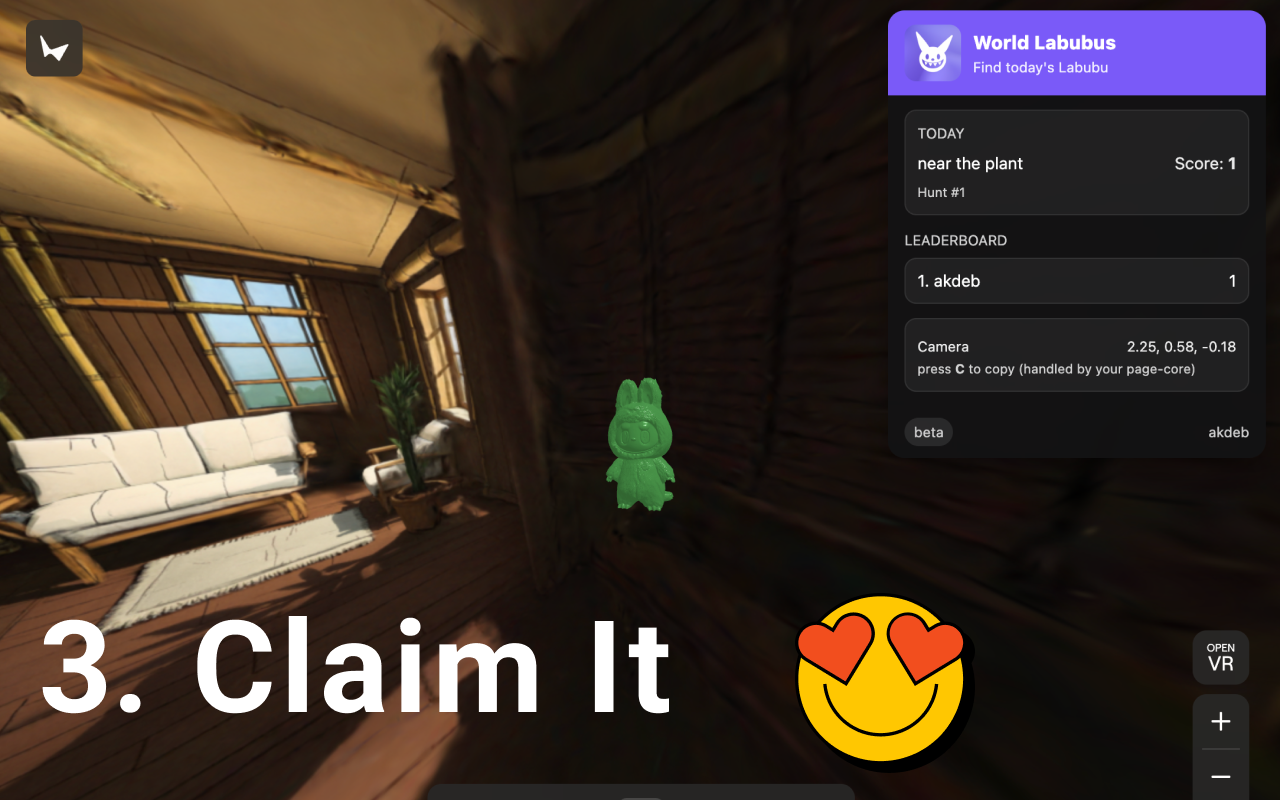 World Labubus
Find today's Labubu
TODAY
near the plant Score: 1
Hunt #1
LEADERBOARD
1. akdeb 1
Camera 2.25, 0.58, -0.18
press C to copy (handled by your page-core)
beta akdeb
3. Claim It
OPEN
VR
+
−